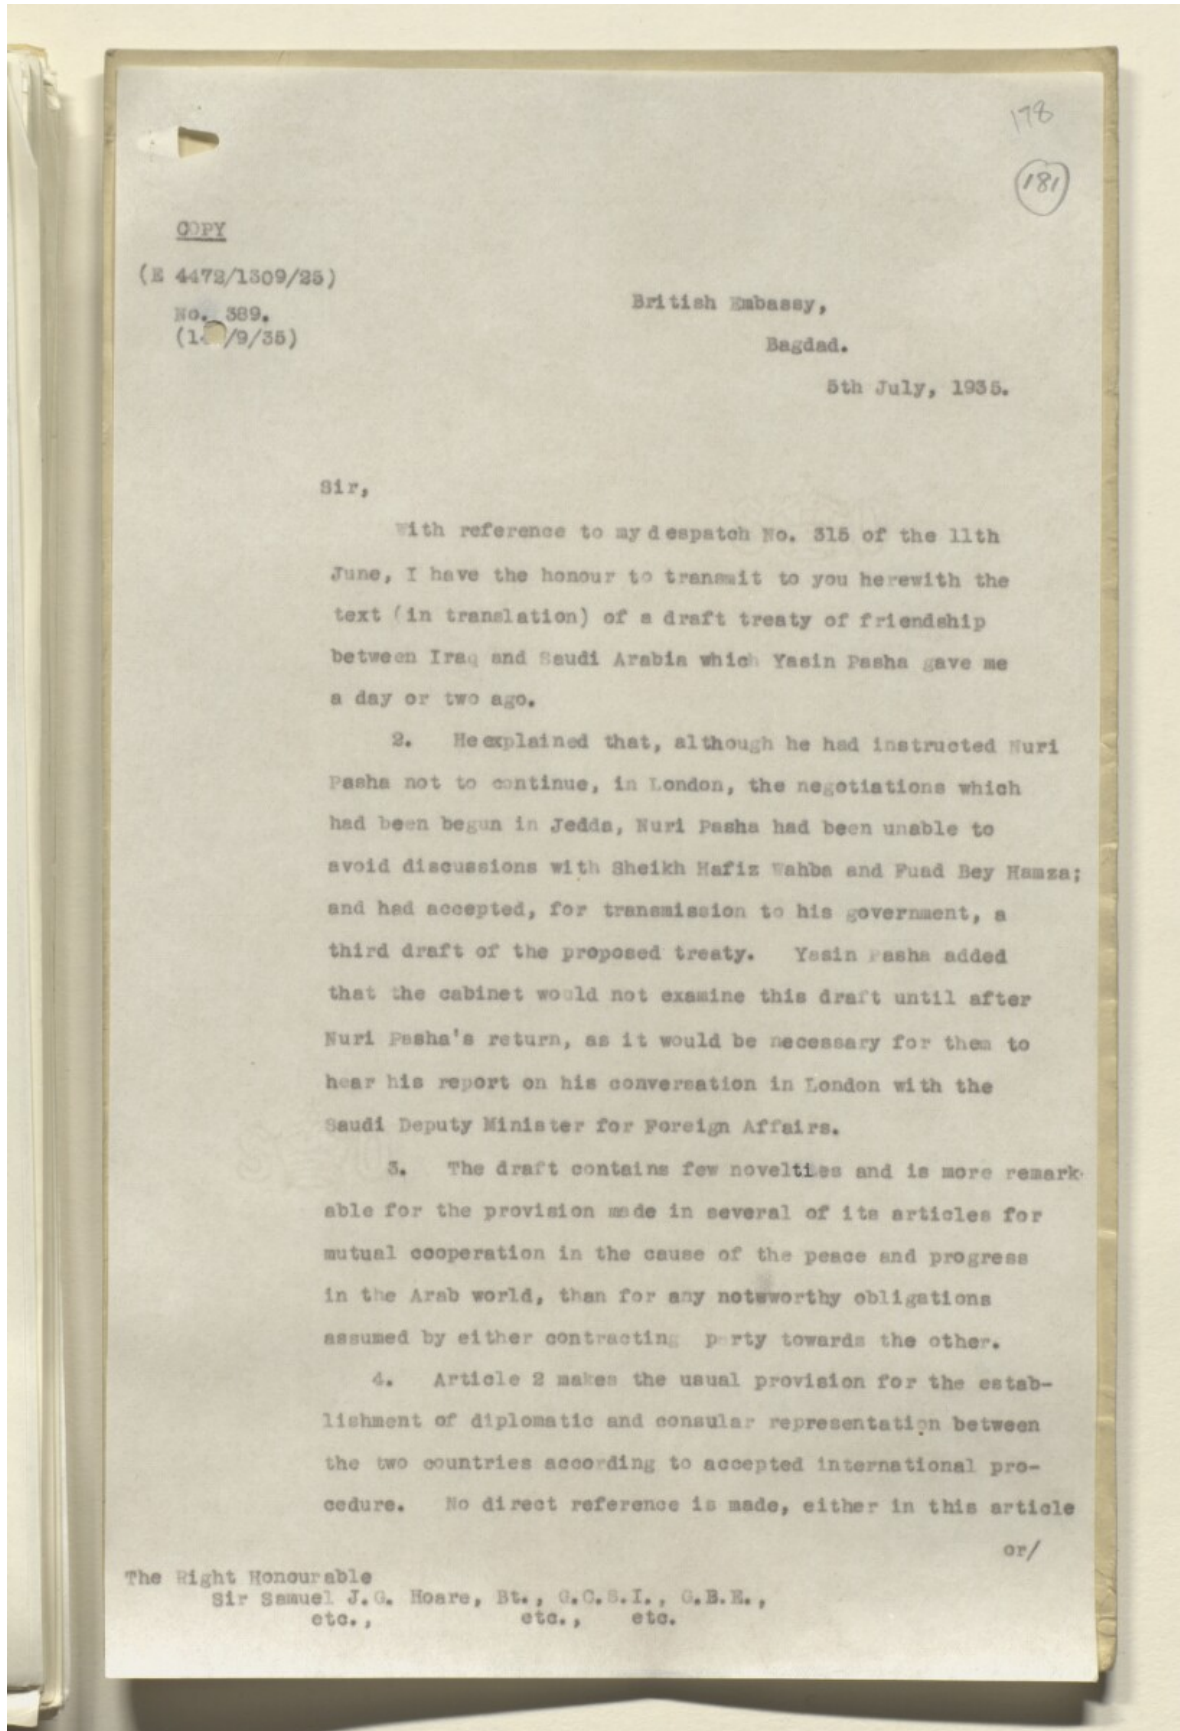 178
181
COPY
(E 4472/1309/25)
No. 389.
(14 /9/35)
British Embassy,
Bagdad.
5th July, 1935.
Sir,
With reference to my despatch No. 315 of the 11th
June, I have the honour to transmit to you herewith the
text (in translation) of a draft treaty of friendship
between Iraq and Saudi Arabia which Yasin Pasha gave me
a day or two ago.
2. He explained that, although he had instructed Nuri
Pasha not to continue, in London, the negotiations which
had been begun in Jedda, Nuri Pasha had been unable to
avoid discussions with Sheikh Hafiz Wahba and Fuad Bey Hamza;
and had accepted, for transmission to his government, a
third draft of the proposed treaty. Yasin Pasha added
that the cabinet would not examine this draft until after
Nuri Pasha's return, as it would be necessary for them to
hear his report on his conversation in London with the
Saudi Deputy Minister for Foreign Affairs.
3. The draft contains few novelties and is more remark-
able for the provision made in several of its articles for
mutual cooperation in the cause of the peace and progress
in the Arab world, than for any noteworthy obligations
assumed by either contracting party towards the other.
4. Article 2 makes the usual provision for the estab-
lishment of diplomatic and consular representation between
the two countries according to accepted international pro-
cedure. No direct reference is made, either in this article
or/
The Right Honourable
Sir Samuel J.G. Hoare, Bt., G.C.S.I., G.B.E.,
etc., etc., etc.